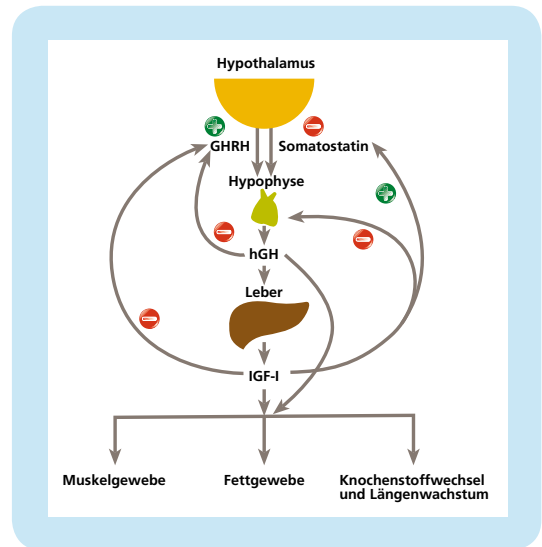 Hypothalamus
GHRH
Somatostatin
Hypophyse
hGH
Leber
IGF-I
Muskelgewebe
Fettgewebe
Knochenstoffwechsel
und Längenwachstum